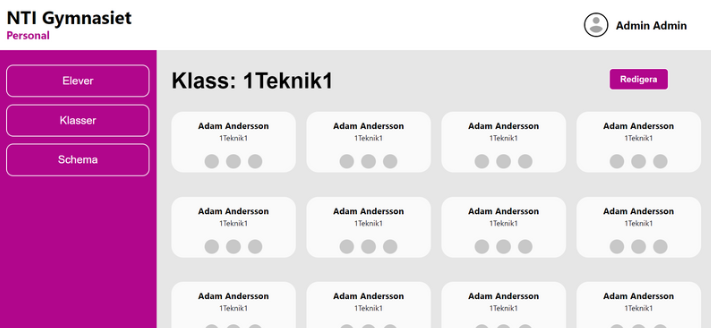 NTI Gymnasiet
Personal
Admin Admin
Elever
Klasser
Schema
Klass: 1Teknik1
Redigera
Adam Andersson
1Teknik1
Adam Andersson
1Teknik1
Adam Andersson
1Teknik1
Adam Andersson
1Teknik1
Adam Andersson
1Teknik1
Adam Andersson
1Teknik1
Adam Andersson
1Teknik1
Adam Andersson
1Teknik1
Adam Andersson
1Teknik1
Adam Andersson
1Teknik1
Adam Andersson
1Teknik1
Adam Andersson
1Teknik1